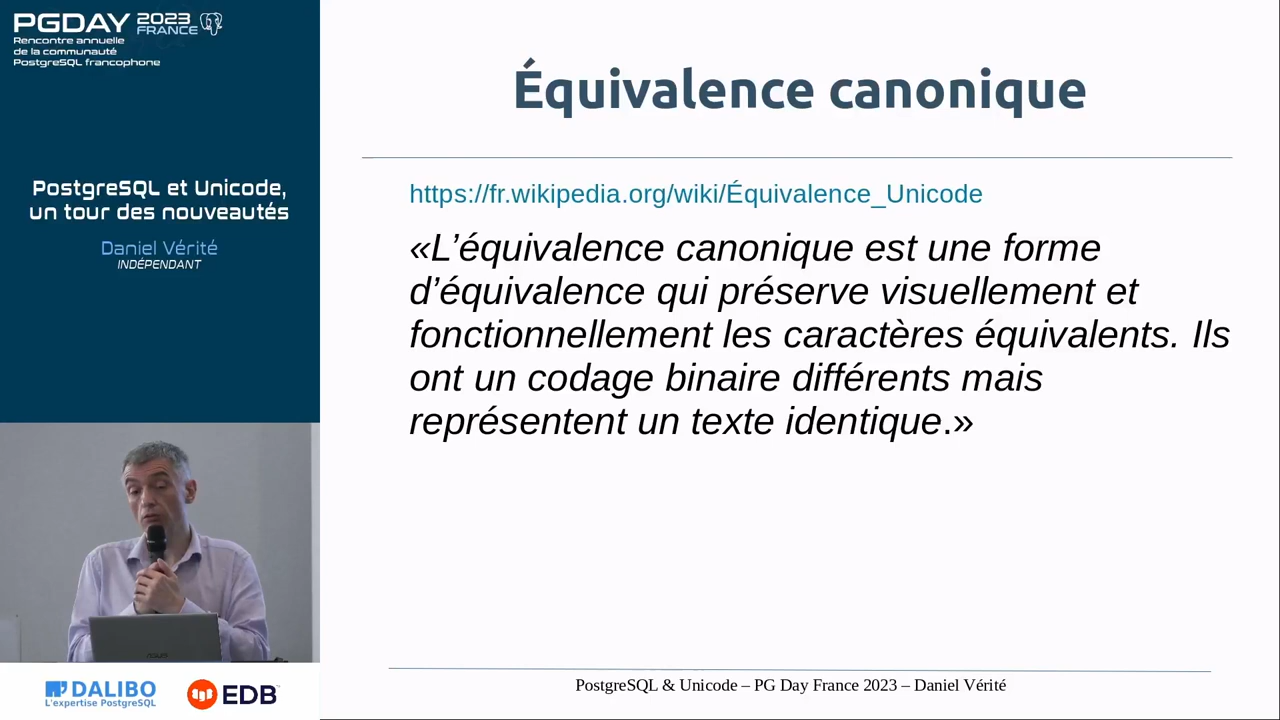 PGDAY 2023 FRANCE
Rencontre annuelle
de la communauté
PostgreSQL francophone
PostgreSQL et Unicode,
un tour des nouveautés
Daniel Vérité
INDÉPENDANT
Équivalence canonique
https://fr.wikipedia.org/wiki/Équivalence_Unicode
«L’équivalence canonique est une forme
d’équivalence qui préserve visuellement et
fonctionnellement les caractères équivalents. Ils
ont un codage binaire différents mais
représentent un texte identique.»
ASUS
DALIBO
L'expertise PostgreSQL
EDB
PostgreSQL & Unicode – PG Day France 2023 – Daniel Vérité